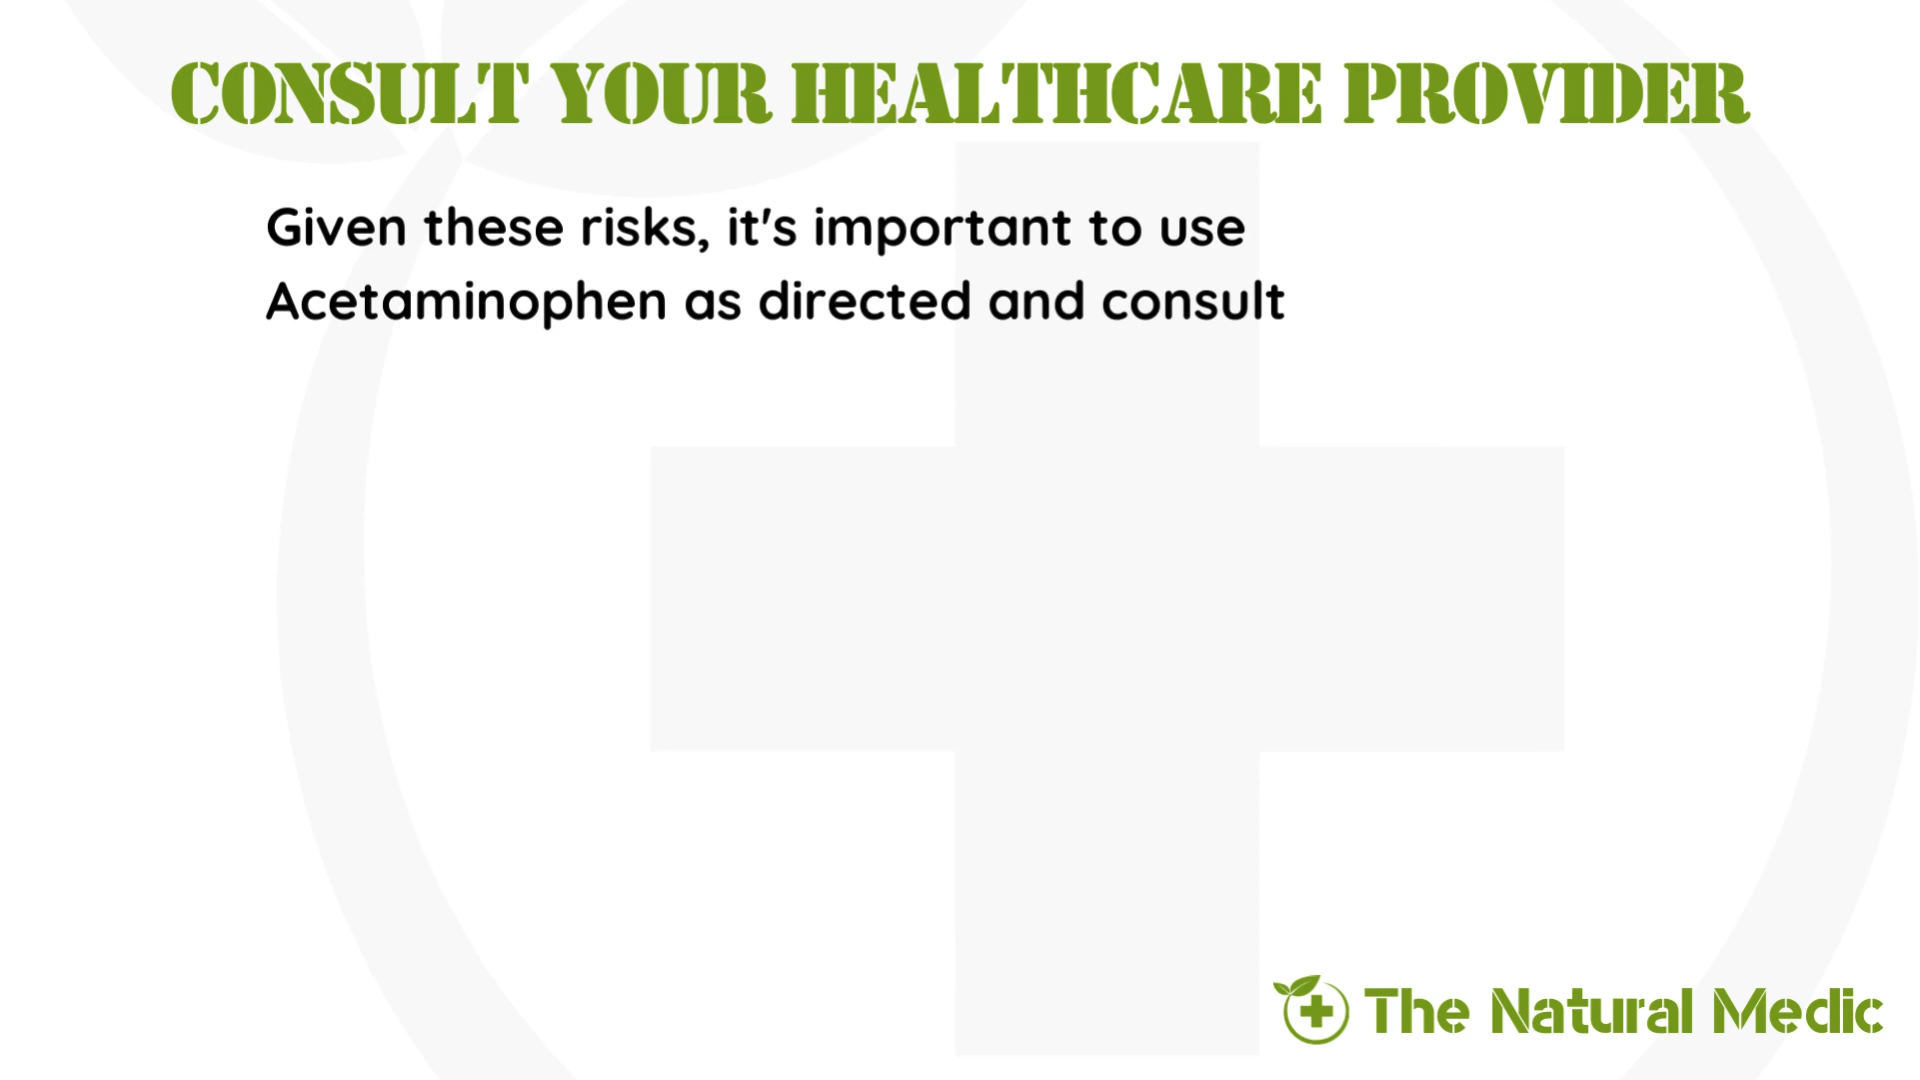 CONSULT YOUR HEALTHCARE PROVIDER
Given these risks, it's important to use
Acetaminophen as directed and consult
The Natural Medic